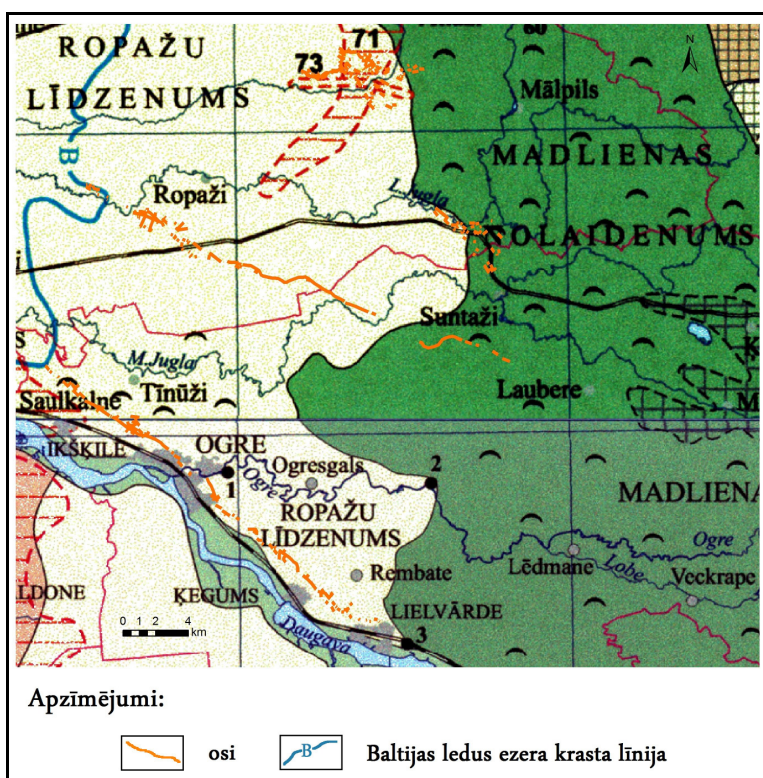 ROPAŽU
LĪDZENUMS
71
73
60
N
Mālpils
MADLIENAS
NOLAIDENUMS
B
Ropaži
L.Jugla
i
Suntaži
S
M.Jugla
Tīnūži
Laubere
Saulkalne
IKŠĶILE
OGRE
1
Ogre
Ogresgals
2
ROPAŽU
LĪDZENUMS
MADLIENA
Ogre
Lēdmane
Lobe
Rembate
Veckrape
ĶEGUMS
LDONE
LIELVĀRDE
0 1 2 4
km
Daugava
3
Apzīmējumi:
osi
B
Baltijas ledus ezera krasta līnija